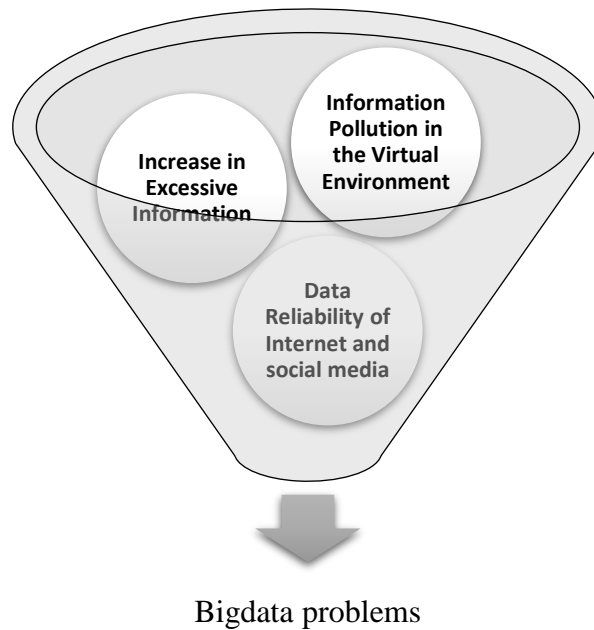 Information
Pollution in
the Virtual
Environment
Increase in
Excessive
Information
Data
Reliability of
Internet and
social media
Bigdata problems